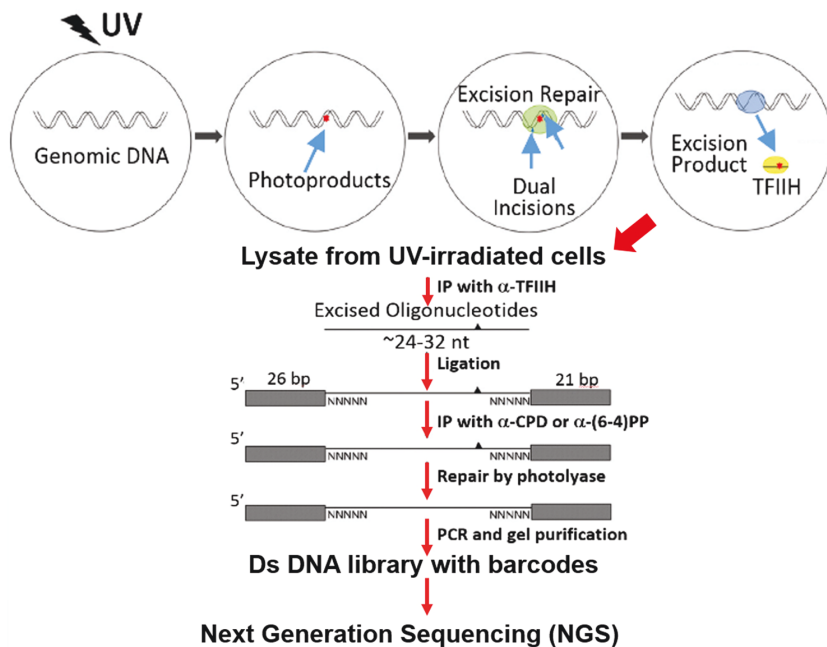 UV
Genomic DNA
Photoproducts
Excision Repair
Dual
Incisions
Excision
Product
TFIIH
Lysate from UV-irradiated cells
IP with α-TFIIH
Excised Oligonucleotides
~24-32 nt
Ligation
5’
26 bp
21 bp
NNNNN
NNNNN
IP with α-CPD or α-(6-4)PP
5’
NNNNN
NNNNN
Repair by photolyase
5’
NNNNN
NNNNN
PCR and gel purification
Ds DNA library with barcodes
Next Generation Sequencing (NGS)